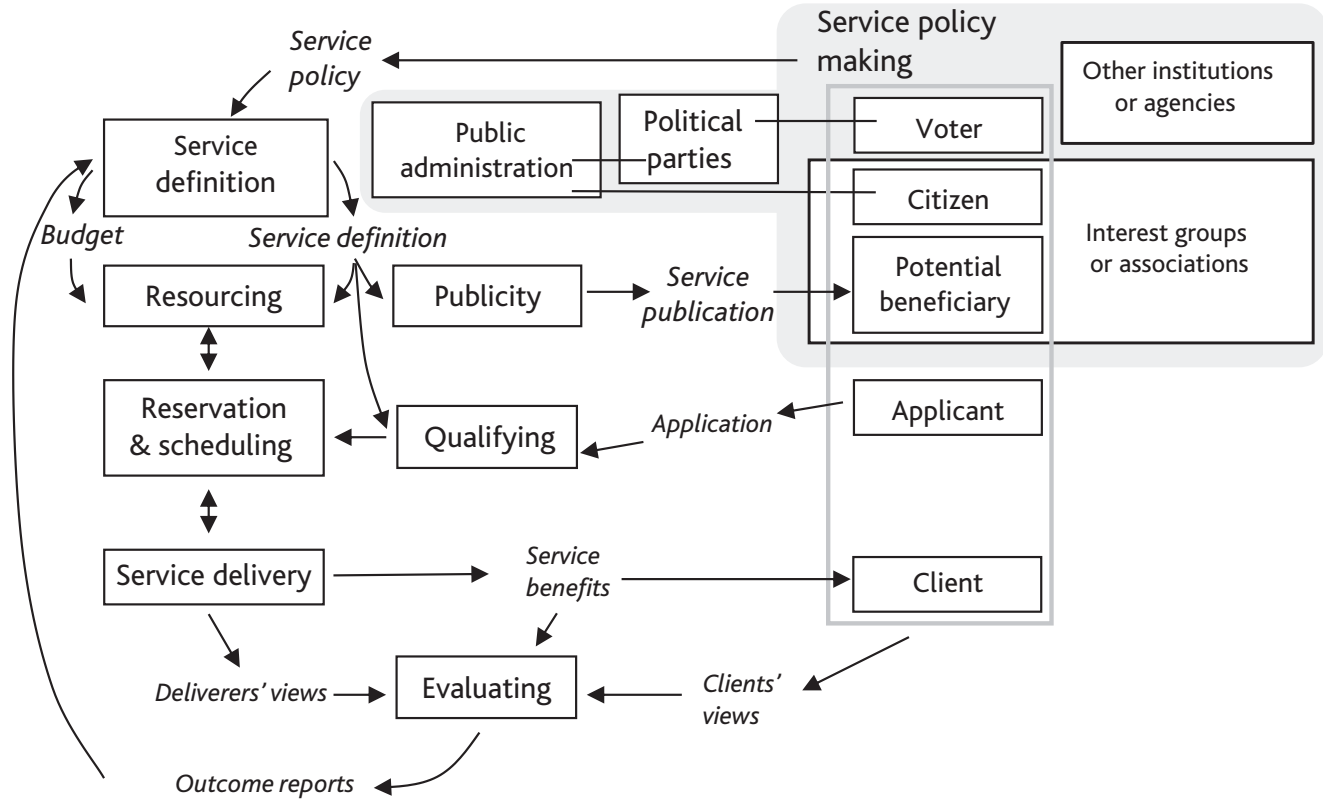 Service policy
making
Service
policy
Other institutions
or agencies
Public
administration
Political
parties
Voter
Service
definition
Citizen
Budget
Service definition
Interest groups
or associations
Resourcing
Publicity
Service
publication
Potential
beneficiary
Reservation
& scheduling
Qualifying
Application
Applicant
Service delivery
Service
benefits
Client
Deliverers’ views
Evaluating
Clients’
views
Outcome reports